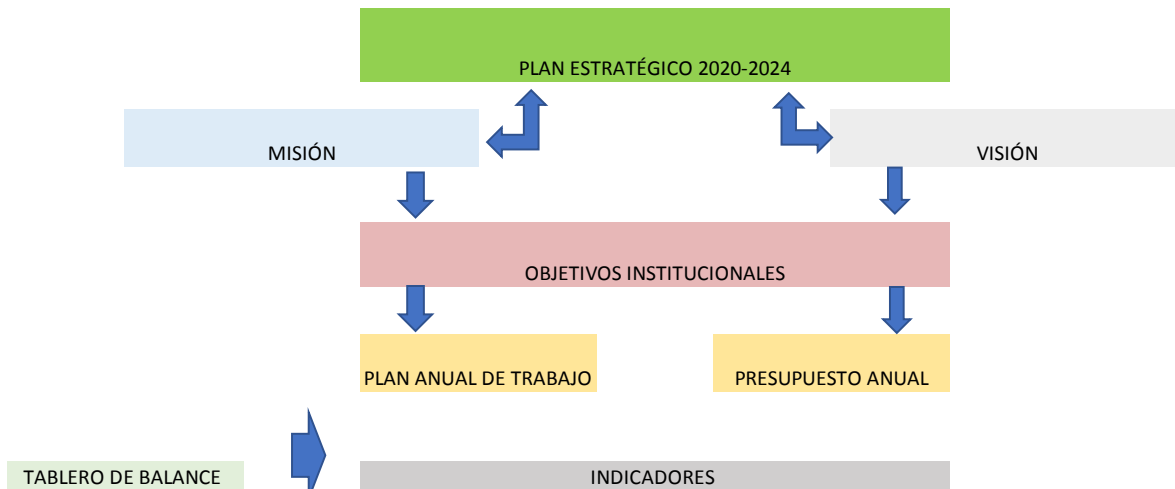 PLAN ESTRATÉGICO 2020-2024
MISIÓN
VISIÓN
OBJETIVOS INSTITUCIONALES
PLAN ANUAL DE TRABAJO
PRESUPUESTO ANUAL
TABLERO DE BALANCE
INDICADORES